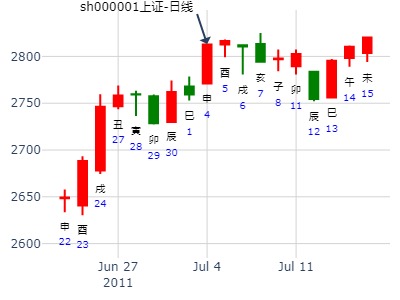 sh000001上证-日线
2800
2750
2700
2650
2600
申
22
酉
23
戌
24
丑
27
寅
28
卯
29
辰
30
巳
1
申
4
酉
5
戌
6
亥
7
子
8
卯
11
辰
12
巳
13
午
14
未
15
Jun 27
2011
Jul 4
Jul 11